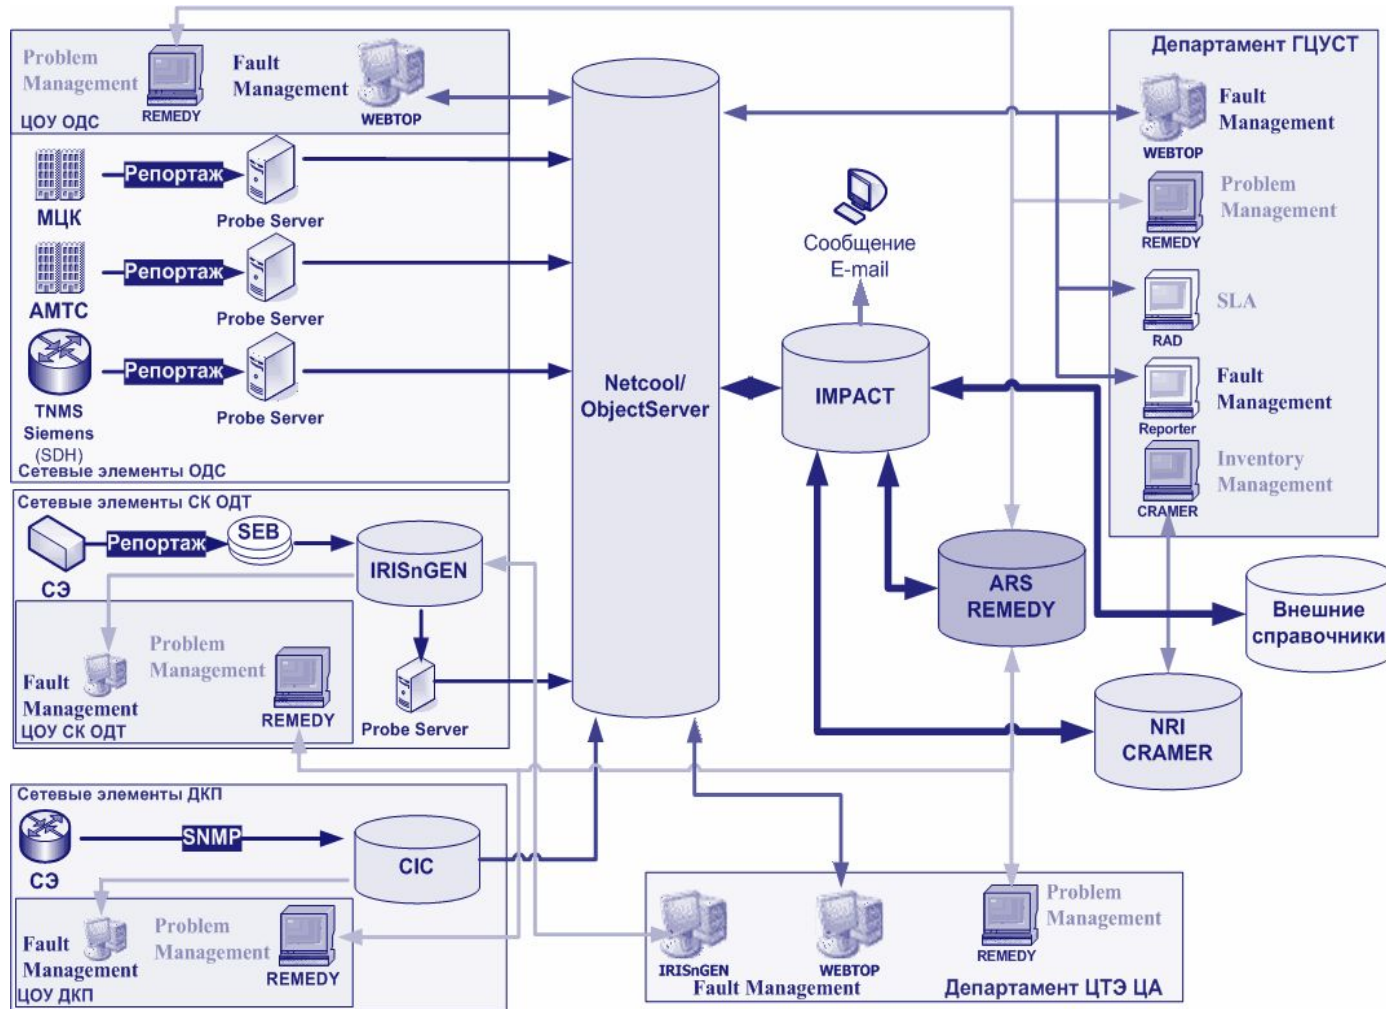 Problem
Management
REMEDY
Fault
Management
WEBTOP
ЦОУ ОДС
МЦК
Репортаж
Probe Server
АМТС
Репортаж
Probe Server
TNMS
Siemens
(SDH)
Репортаж
Probe Server
Сетевые элементы ОДС
Сетевые элементы СК ОДТ
СЭ
Репортаж
SEB
IRISnGEN
Probe Server
Fault
Management
Problem
Management
REMEDY
ЦОУ СК ОДТ
Сетевые элементы ДКП
СЭ
SNMP
CIC
Fault
Management
Problem
Management
REMEDY
ЦОУ ДКП
Netcool/
ObjectServer
Сообщение
E-mail
IMPACT
ARS
REMEDY
NRI
CRAMER
Внешние
справочники
Департамент ГЦУСТ
WEBTOP
Fault
Management
REMEDY
Problem
Management
RAD
SLA
Reporter
Fault
Management
CRAMER
Inventory
Management
IRISnGEN
WEBTOP
Fault Management
REMEDY
Problem
Management
Департамент ЦТЭ ЦА